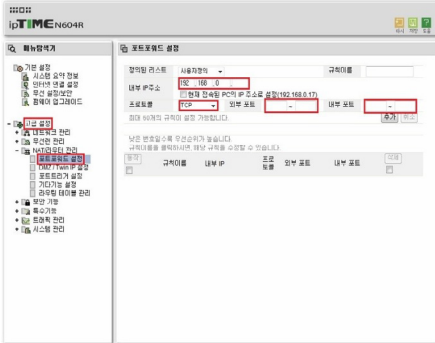 ipTIME N604R
메뉴탐색기
포트포워드 설정
기본 설정
시스템 요약 정보
인터넷 연결 설정
무선 설정/보안
펌웨어 업그레이드
고급 설정
네트워크 관리
무선랜 관리
NAT/라우터 관리
포트포워드 설정
DMZ / Twin IP 설정
포트트리거 설정
기타기능 설정
라우팅 테이블 관리
보안 기능
특수기능
트래픽 관리
시스템 관리
정의된 리스트 사용자정의 규칙이름
내부 IP주소 192 . 168 . 0 .
현재 접속된 PC의 IP 주소로 설정(192.168.0.17)
프로토콜 TCP 외부 포트 - 내부 포트 -
최대 60개의 규칙이 설정 가능합니다. 추가 취소
낮은 번호일수록 우선순위가 높습니다.
규칙이름을 클릭하시면, 해당 규칙을 수정할 수 있습니다.
동작 규칙이름 내부 IP 프로토콜 외부 포트 내부 포트 삭제